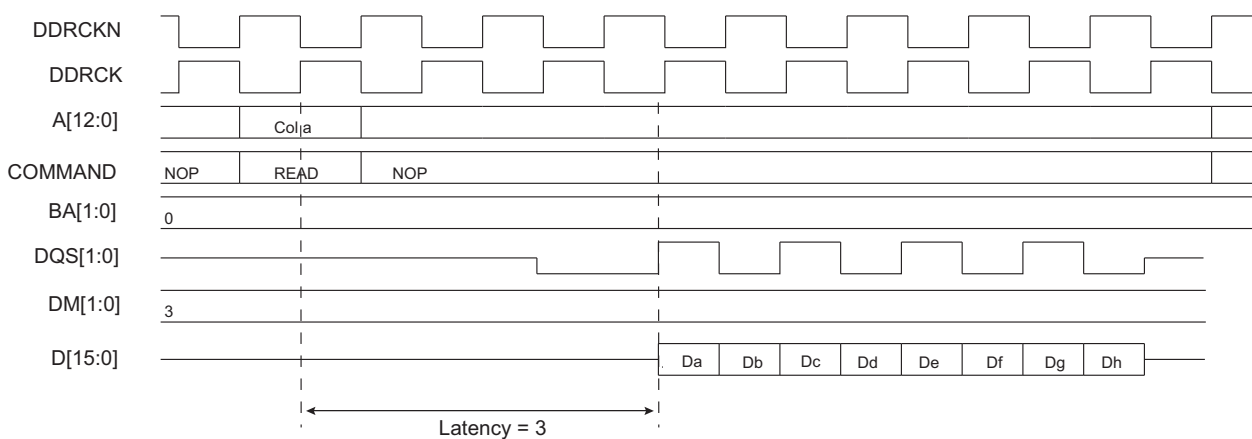 DDRCKN
DDRCK
A[12:0]
Col a
COMMAND
NOP READ NOP
BA[1:0]
0
DQS[1:0]
DM[1:0]
3
D[15:0]
Da Db Dc Dd De Df Dg Dh
Latency = 3